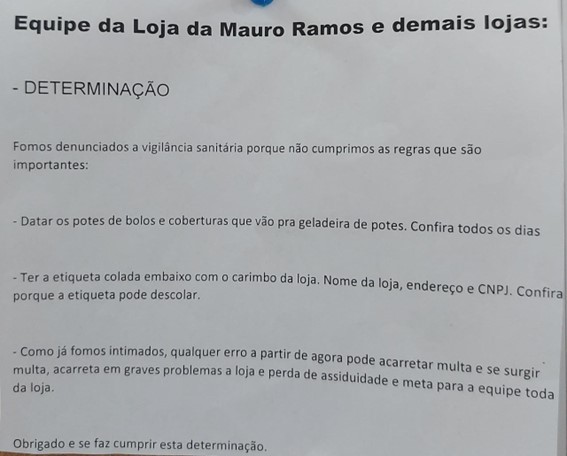 Equipe da Loja da Mauro Ramos e demais lojas:
- DETERMINAÇÃO
Fomos denunciados a vigilância sanitária porque não cumprimos as regras que são
importantes:
- Datar os potes de bolos e coberturas que vão pra geladeira de potes. Confira todos os dias
- Ter a etiqueta colada embaixo com o carimbo da loja. Nome da loja, endereço e CNPJ. Confira
porque a etiqueta pode descolar.
- Como já fomos intimados, qualquer erro a partir de agora pode acarretar multa e se surgir
multa, acarreta em graves problemas a loja e perda de assiduidade e meta para a equipe toda
da loja.
Obrigado e se faz cumprir esta determinação.